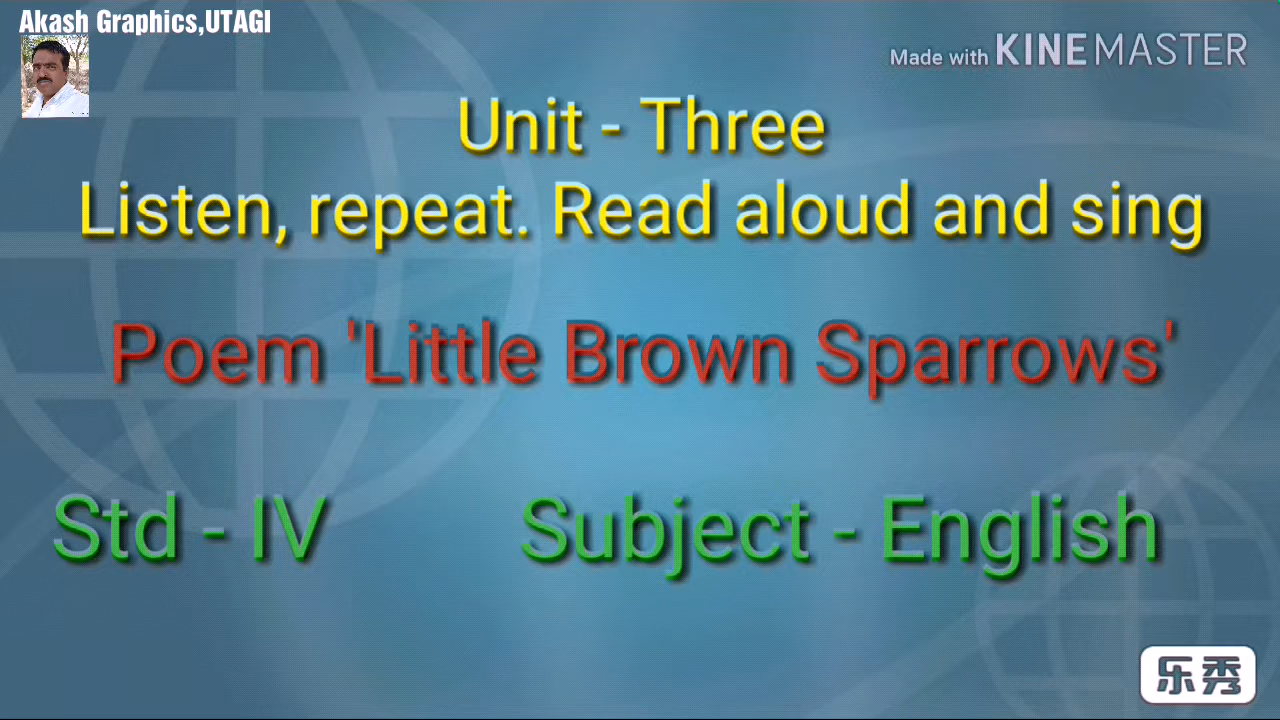 Akash Graphics,UTAGI
Made with KINEMASTER
Unit - Three
Listen, repeat. Read aloud and sing
Poem 'Little Brown Sparrows'
Std - IV Subject - English
乐秀